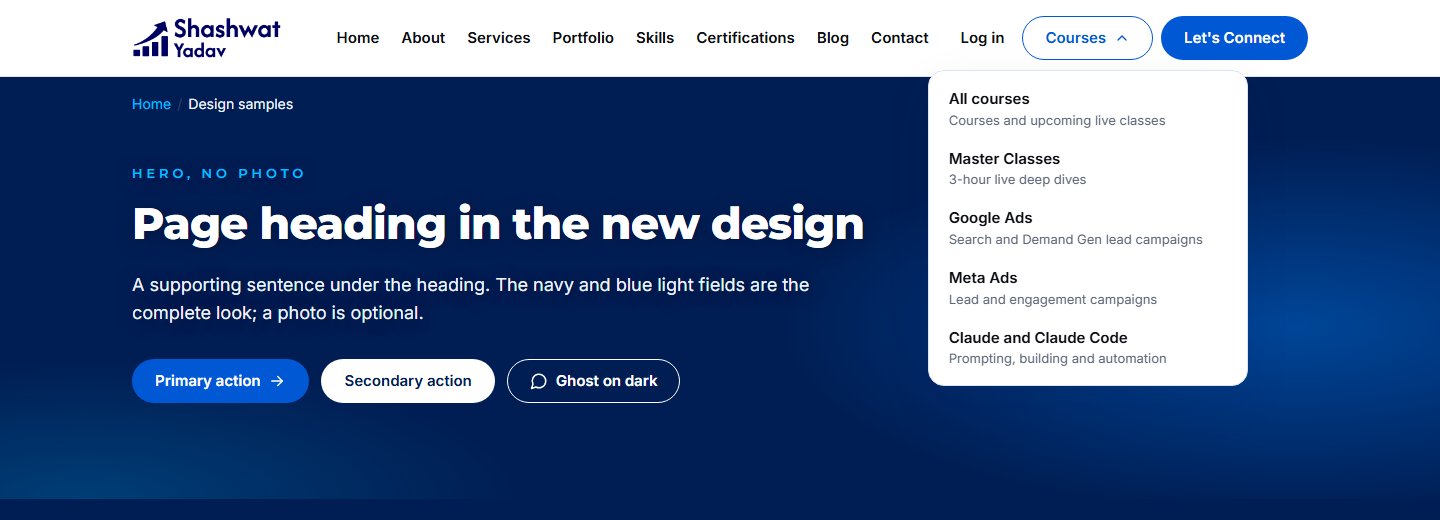 Shashwat
Yadav
Home About Services Portfolio Skills Certifications Blog Contact Log in Courses Let's Connect
Home / Design samples
HERO, NO PHOTO
Page heading in the new design
A supporting sentence under the heading. The navy and blue light fields are the
complete look; a photo is optional.
Primary action Secondary action Ghost on dark
All courses
Courses and upcoming live classes
Master Classes
3-hour live deep dives
Google Ads
Search and Demand Gen lead campaigns
Meta Ads
Lead and engagement campaigns
Claude and Claude Code
Prompting, building and automation